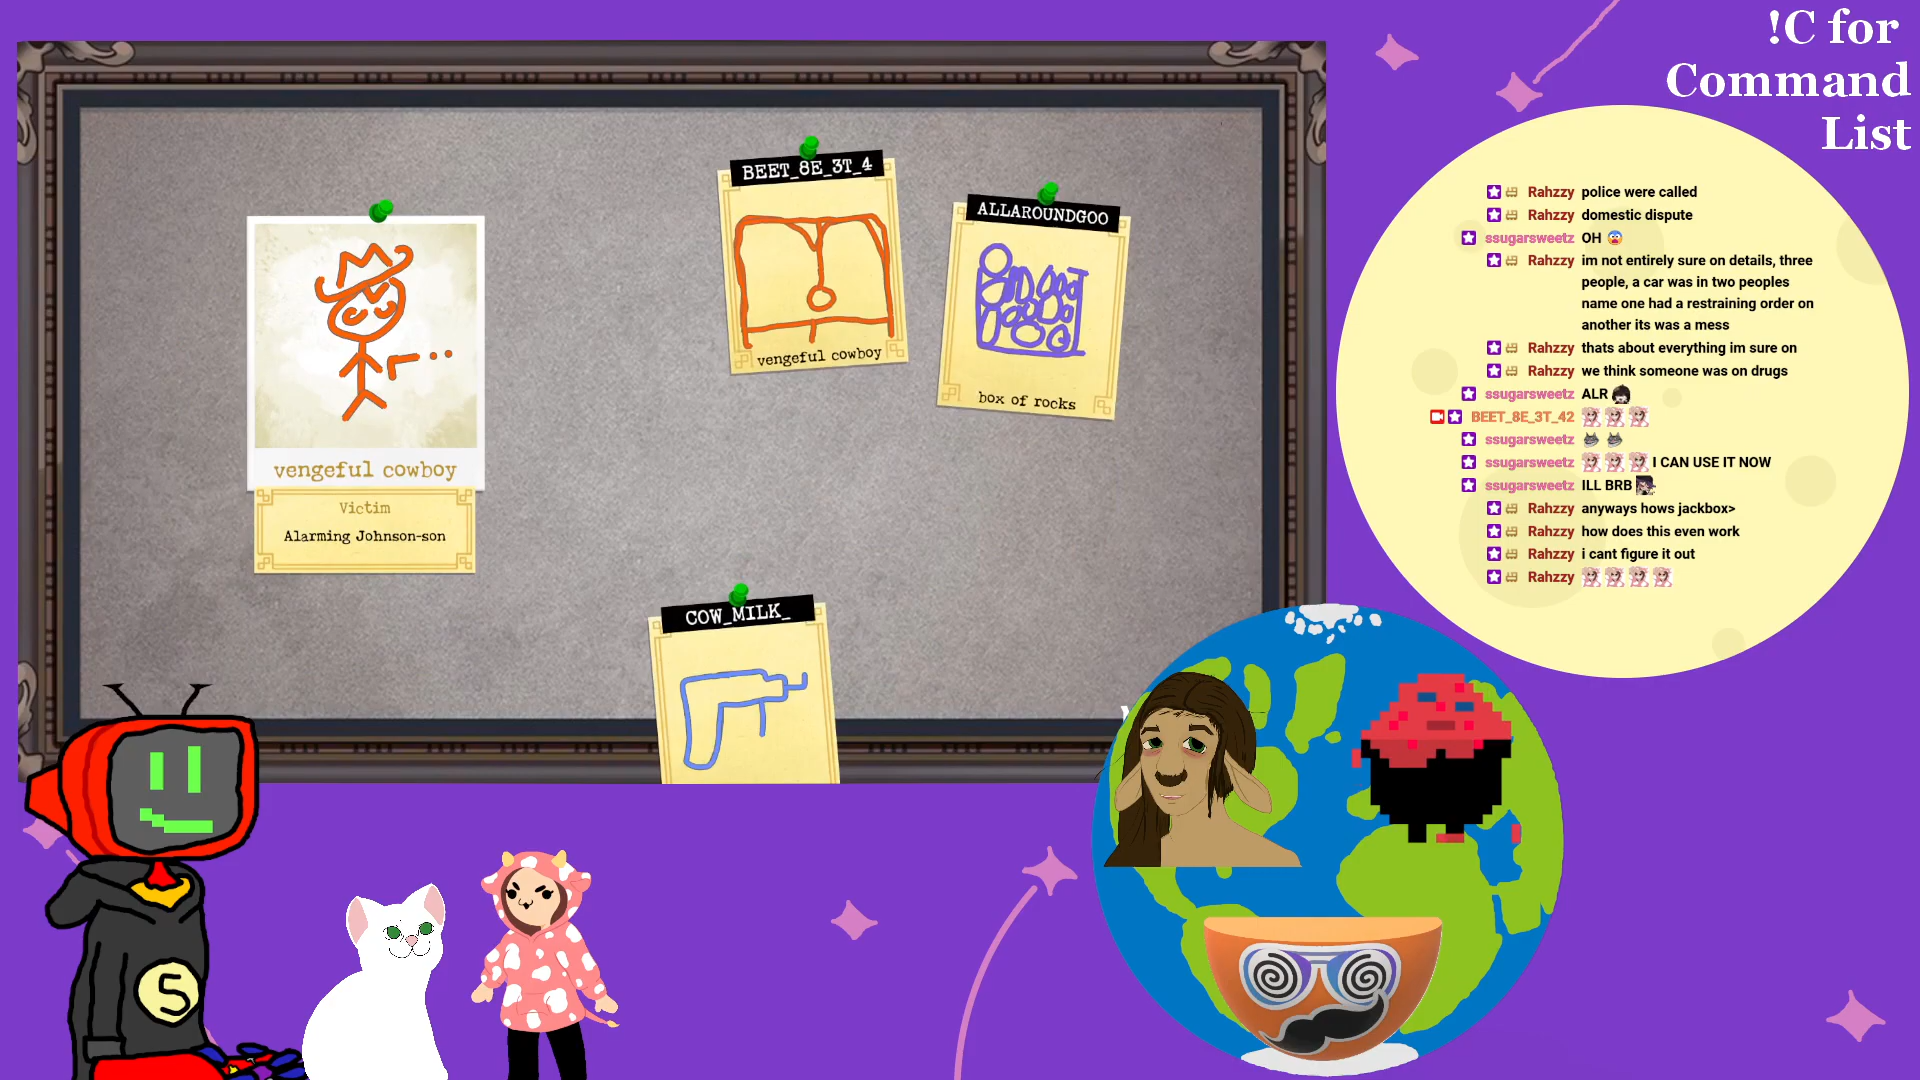 !C for
Command
List
BEET_8E_3T_4
vengeful cowboy
ALLAROUNDGOO
box of rocks
vengeful cowboy
Victim
Alarming Johnson-son
COW_MILK_
Rahzzy police were called
Rahzzy domestic dispute
ssugarsweetz OH
Rahzzy im not entirely sure on details, three
people, a car was in two peoples
name one had a restraining order on
another its was a mess
Rahzzy thats about everything im sure on
Rahzzy we think someone was on drugs
ssugarsweetz ALR
BEET_8E_3T_42
ssugarsweetz
ssugarsweetz I CAN USE IT NOW
ssugarsweetz ILL BRB
Rahzzy anyways hows jackbox>
Rahzzy how does this even work
Rahzzy i cant figure it out
Rahzzy
S